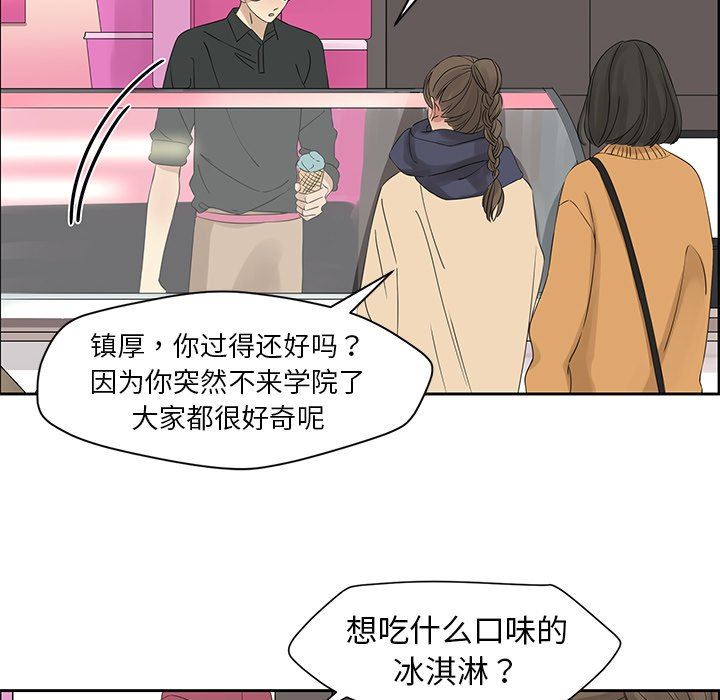 镇厚，你过得还好吗？
因为你突然不来学院了
大家都很好奇呢
想吃什么口味的
冰淇淋？